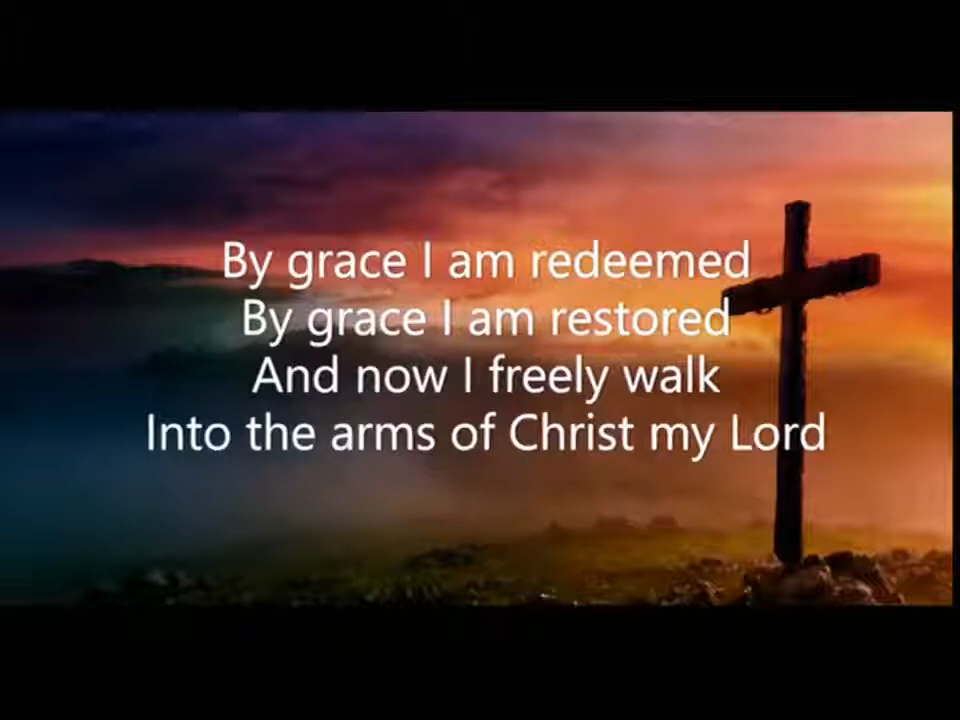 By grace I am redeemed
By grace I am restored
And now I freely walk
Into the arms of Christ my Lord